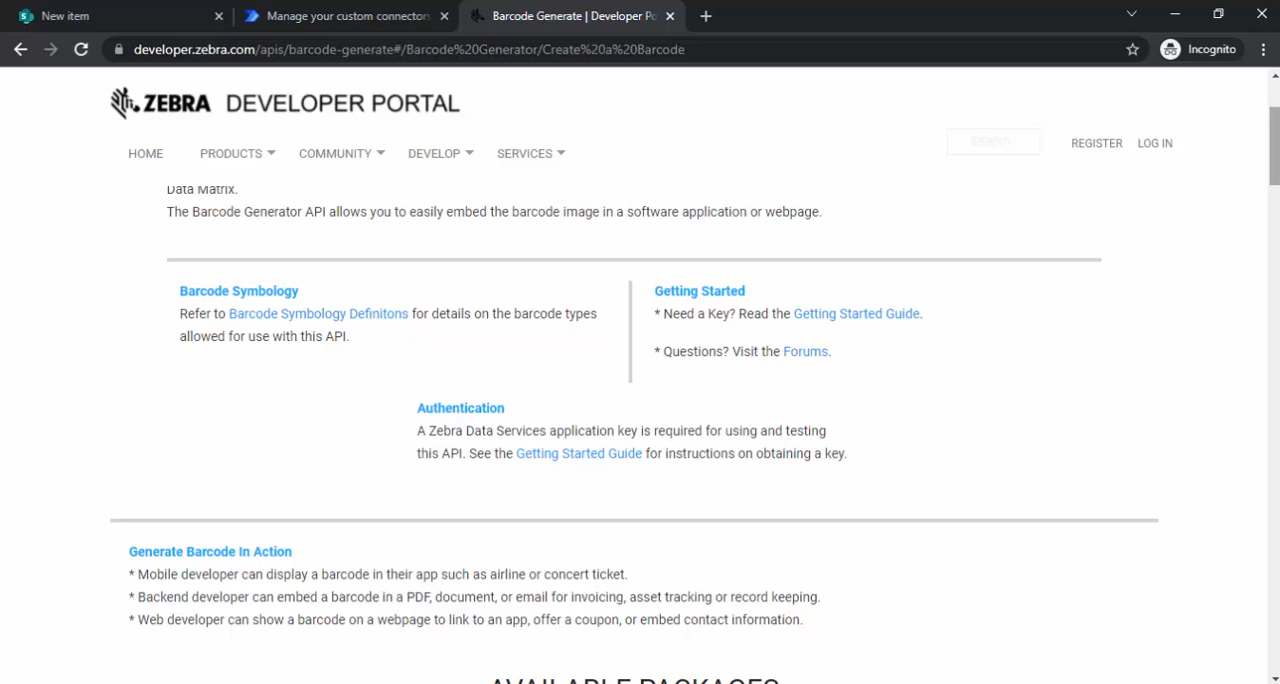 New item
Manage your custom connectors
Barcode Generate | Developer Po
developer.zebra.com/apis/barcode-generate#/Barcode%20Generator/Create%20a%20Barcode
Incognito
ZEBRA DEVELOPER PORTAL
HOME PRODUCTS COMMUNITY DEVELOP SERVICES
REGISTER LOG IN
Data Matrix.
The Barcode Generator API allows you to easily embed the barcode image in a software application or webpage.
Barcode Symbology
Refer to Barcode Symbology Definitons for details on the barcode types
allowed for use with this API.
Getting Started
* Need a Key? Read the Getting Started Guide.
* Questions? Visit the Forums.
Authentication
A Zebra Data Services application key is required for using and testing
this API. See the Getting Started Guide for instructions on obtaining a key.
Generate Barcode In Action
* Mobile developer can display a barcode in their app such as airline or concert ticket.
* Backend developer can embed a barcode in a PDF, document, or email for invoicing, asset tracking or record keeping.
* Web developer can show a barcode on a webpage to link to an app, offer a coupon, or embed contact information.
AVAILABLE PACKAGES